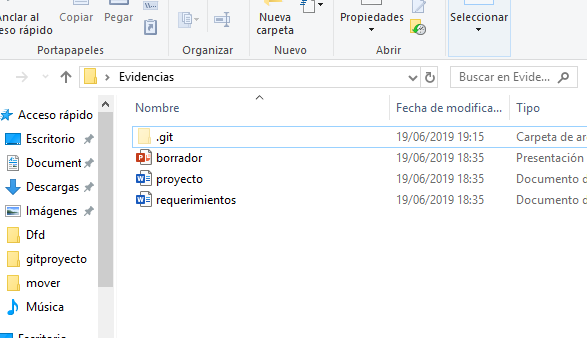 Anclar al
acceso rápido
Copiar
Pegar
Nueva
carpeta
Propiedades
Seleccionar
Portapapeles
Organizar
Nuevo
Abrir
Evidencias
Buscar en Evide...
Nombre
Fecha de modifica...
Tipo
Acceso rápido
Escritorio
Document
Descargas
Imágenes
Dfd
gitproyecto
mover
Música
.git 19/06/2019 19:15 Carpeta de ar
borrador 19/06/2019 18:35 Presentación
proyecto 19/06/2019 18:35 Documento d
requerimientos 19/06/2019 18:35 Documento d